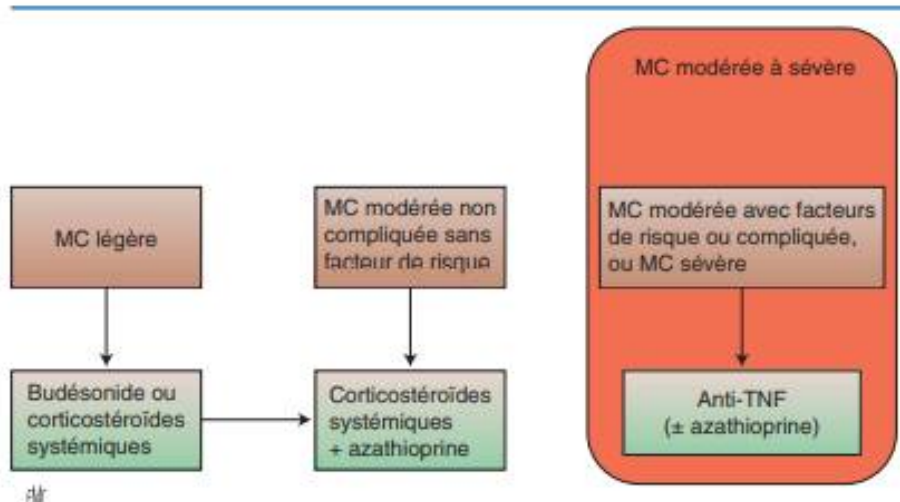 MC modérée à sévère
MC légère
MC modérée non
compliquée sans
facteur de risque
MC modérée avec facteurs
de risque ou compliquée,
ou MC sévère
Budésonide ou
corticostéroïdes
systémiques
Corticostéroïdes
systémiques
+ azathioprine
Anti-TNF
(± azathioprine)